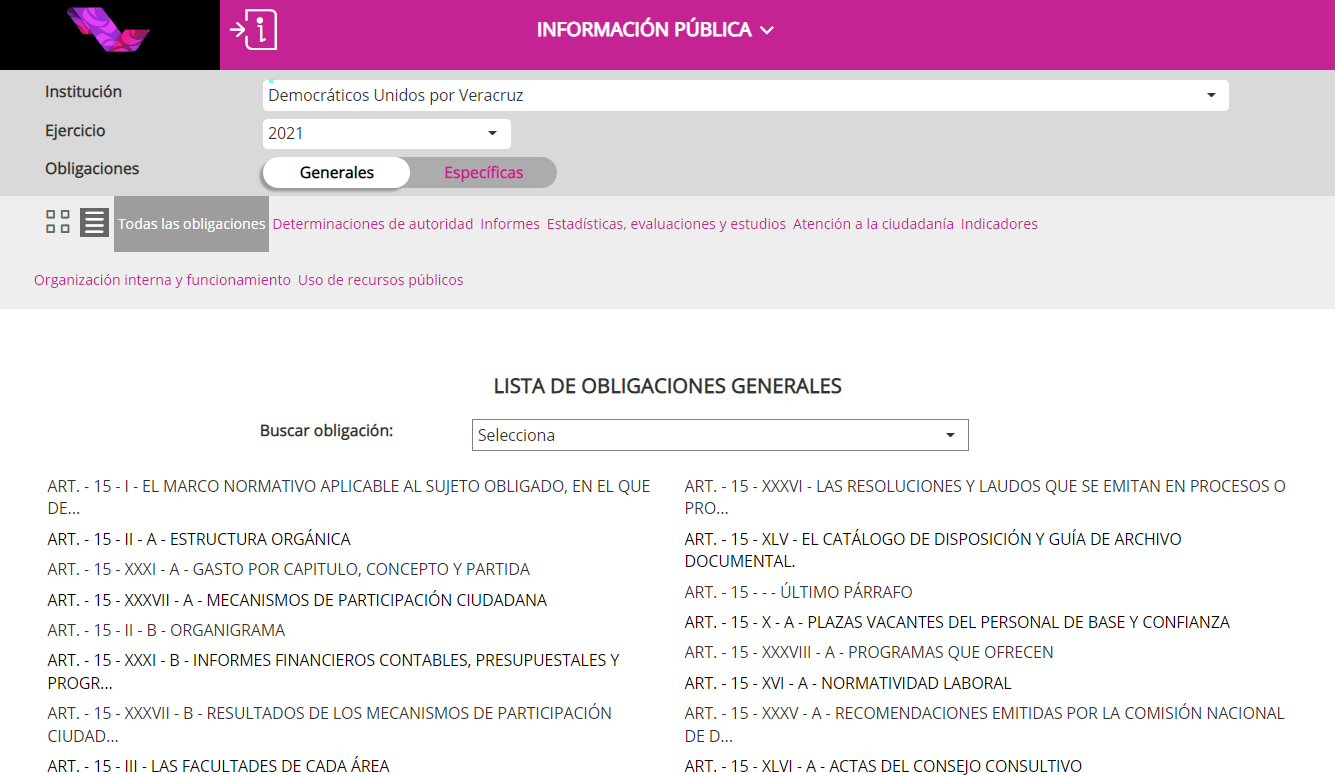 INFORMACIÓN PÚBLICA
Institución
Democráticos Unidos por Veracruz
Ejercicio
2021
Obligaciones
Generales
Específicas
Todas las obligaciones Determinaciones de autoridad Informes Estadísticas, evaluaciones y estudios Atención a la ciudadanía Indicadores
Organización interna y funcionamiento Uso de recursos públicos
LISTA DE OBLIGACIONES GENERALES
Buscar obligación:
Selecciona
ART. - 15 - I - EL MARCO NORMATIVO APLICABLE AL SUJETO OBLIGADO, EN EL QUE
DE...
ART. - 15 - II - A - ESTRUCTURA ORGÁNICA
ART. - 15 - XXXI - A - GASTO POR CAPITULO, CONCEPTO Y PARTIDA
ART. - 15 - XXXVII - A - MECANISMOS DE PARTICIPACIÓN CIUDADANA
ART. - 15 - II - B - ORGANIGRAMA
ART. - 15 - XXXI - B - INFORMES FINANCIEROS CONTABLES, PRESUPUESTALES Y
PROGR...
ART. - 15 - XXXVII - B - RESULTADOS DE LOS MECANISMOS DE PARTICIPACIÓN
CIUDAD...
ART. - 15 - III - LAS FACULTADES DE CADA ÁREA
ART. - 15 - XXXVI - LAS RESOLUCIONES Y LAUDOS QUE SE EMITAN EN PROCESOS O
PRO...
ART. - 15 - XLV - EL CATÁLOGO DE DISPOSICIÓN Y GUÍA DE ARCHIVO
DOCUMENTAL.
ART. - 15 - - - ÚLTIMO PÁRRAFO
ART. - 15 - X - A - PLAZAS VACANTES DEL PERSONAL DE BASE Y CONFIANZA
ART. - 15 - XXXVIII - A - PROGRAMAS QUE OFRECEN
ART. - 15 - XVI - A - NORMATIVIDAD LABORAL
ART. - 15 - XXXV - A - RECOMENDACIONES EMITIDAS POR LA COMISIÓN NACIONAL
DE D...
ART. - 15 - XLVI - A - ACTAS DEL CONSEJO CONSULTIVO